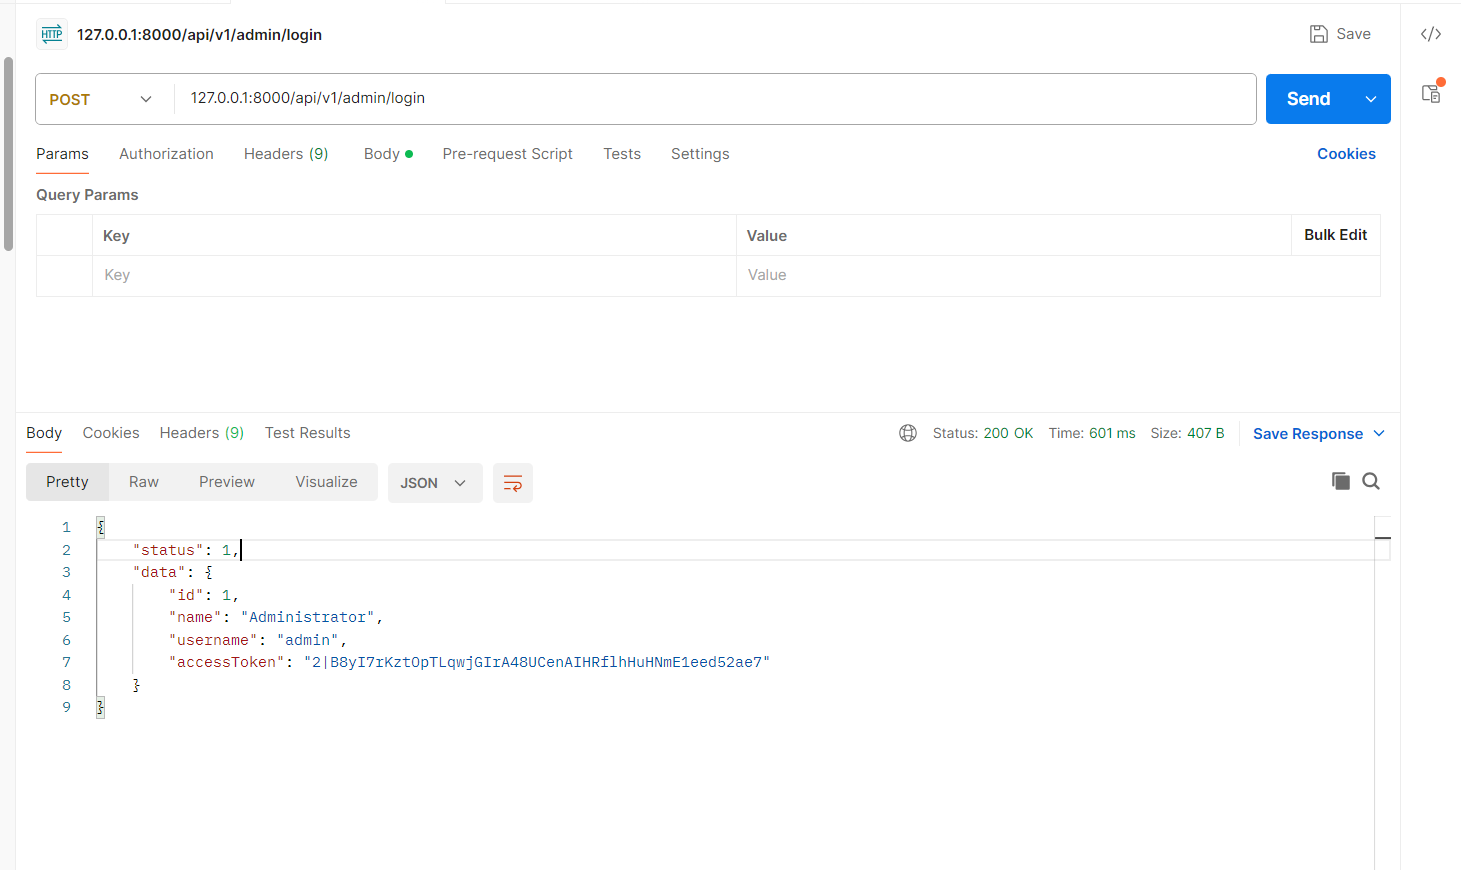 HTTP 127.0.0.1:8000/api/v1/admin/login Save
POST 127.0.0.1:8000/api/v1/admin/login Send
Params Authorization Headers (9) Body Pre-request Script Tests Settings Cookies
Query Params
Key Value Bulk Edit
Key Value
Body Cookies Headers (9) Test Results Status: 200 OK Time: 601 ms Size: 407 B Save Response
Pretty Raw Preview Visualize JSON
1 {
2 "status": 1,
3 "data": {
4 "id": 1,
5 "name": "Administrator",
6 "username": "admin",
7 "accessToken": "2|B8yI7rKztOpTLqwjGIrA48UCenAIHRflhHuHNmE1eed52ae7"
8 }
9 }